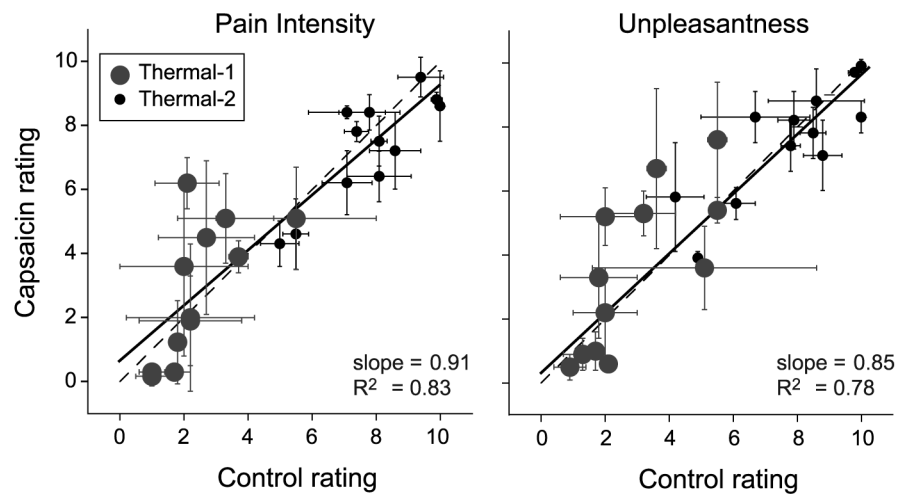 Pain Intensity
Unpleasantness
Thermal-1
Thermal-2
Capsaicin rating
10
8
6
4
2
0
slope = 0.91
R² = 0.83
slope = 0.85
R² = 0.78
0 2 4 6 8 10
0 2 4 6 8 10
Control rating
Control rating